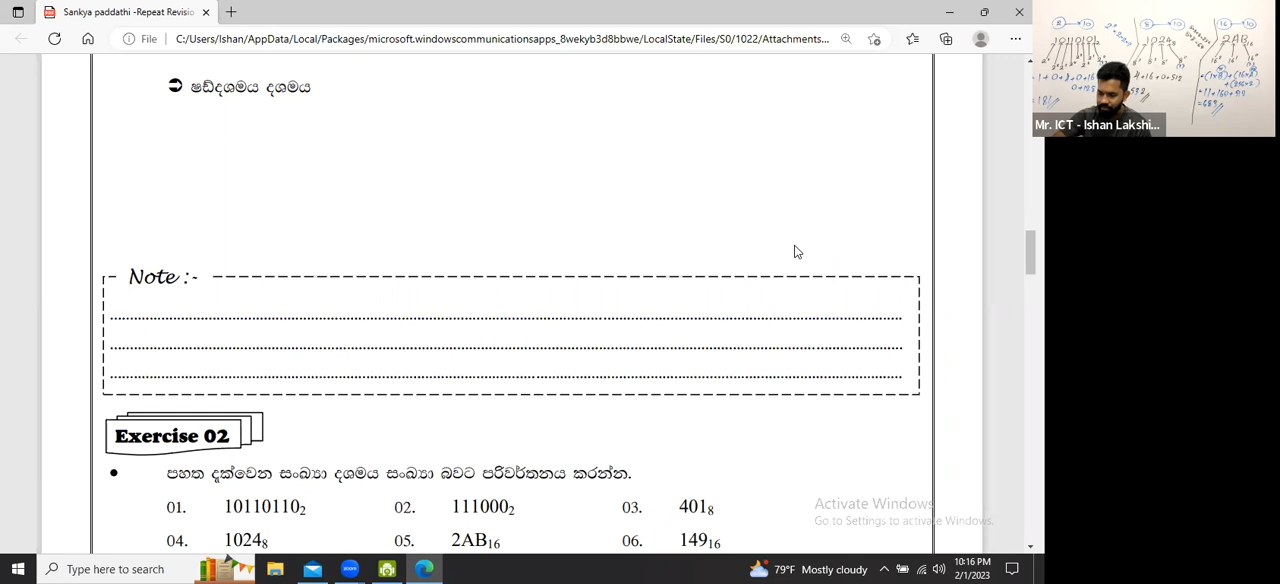 Sankya paddathi -Repeat Revisio
File
C:/Users/Ishan/AppData/Local/Packages/microsoft.windowscommunicationsapps_8wekyb3d8bbwe/LocalState/Files/S0/1022/Attachments...
ෂඩ්දශමය දශමය
Note :-
Exercise 02
පහත දැක්වෙන සංඛ්‍යා දශමය සංඛ්‍යා බවට පරිවර්තනය කරන්න.
01. 10110110₂ 02. 111000₂ 03. 401₈
04. 1024₈ 05. 2AB₁₆ 06. 149₁₆
Activate Windows
Go to Settings to activate Windows.
Mr. ICT - Ishan Lakshi...
Type here to search
zoom
79°F Mostly cloudy
10:16 PM
2/1/2023